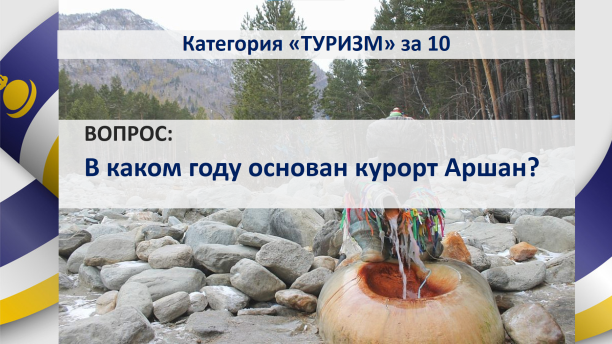 Категория «ТУРИЗМ» за 10
ВОПРОС:
В каком году основан курорт Аршан?